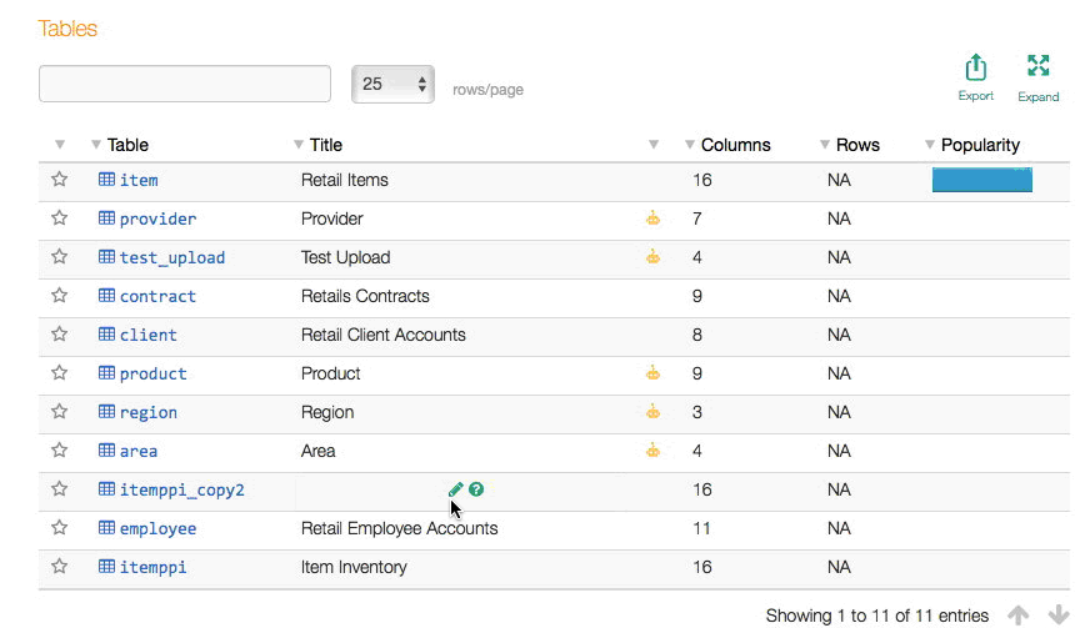 Tables
25 rows/page Export Expand
Table Title Columns Rows Popularity
item Retail Items 16 NA
provider Provider 7 NA
test_upload Test Upload 4 NA
contract Retails Contracts 9 NA
client Retail Client Accounts 8 NA
product Product 9 NA
region Region 3 NA
area Area 4 NA
itemppi_copy2 ? 16 NA
employee Retail Employee Accounts 11 NA
itemppi Item Inventory 16 NA
Showing 1 to 11 of 11 entries